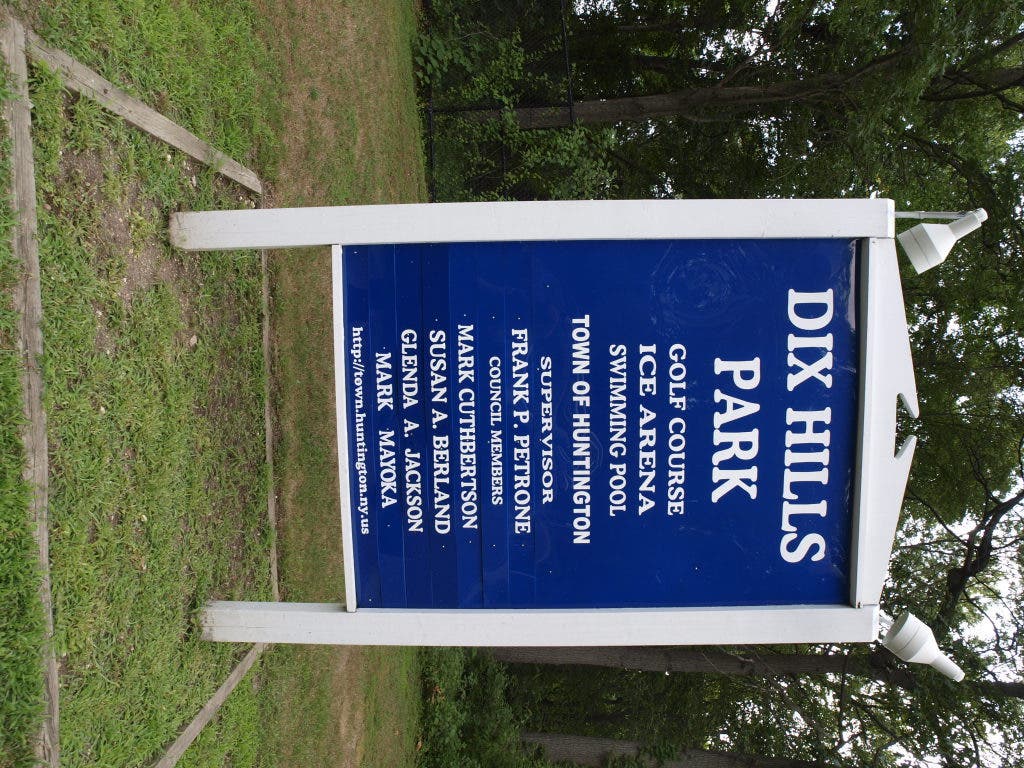 DIX HILLS
PARK
GOLF COURSE
ICE ARENA
SWIMMING POOL
TOWN OF HUNTINGTON
SUPERVISOR
FRANK P. PETRONE
COUNCIL MEMBERS
MARK CUTHBERTSON
SUSAN A. BERLAND
GLENDA A. JACKSON
MARK MAYOKA
http://town.huntington.ny.us